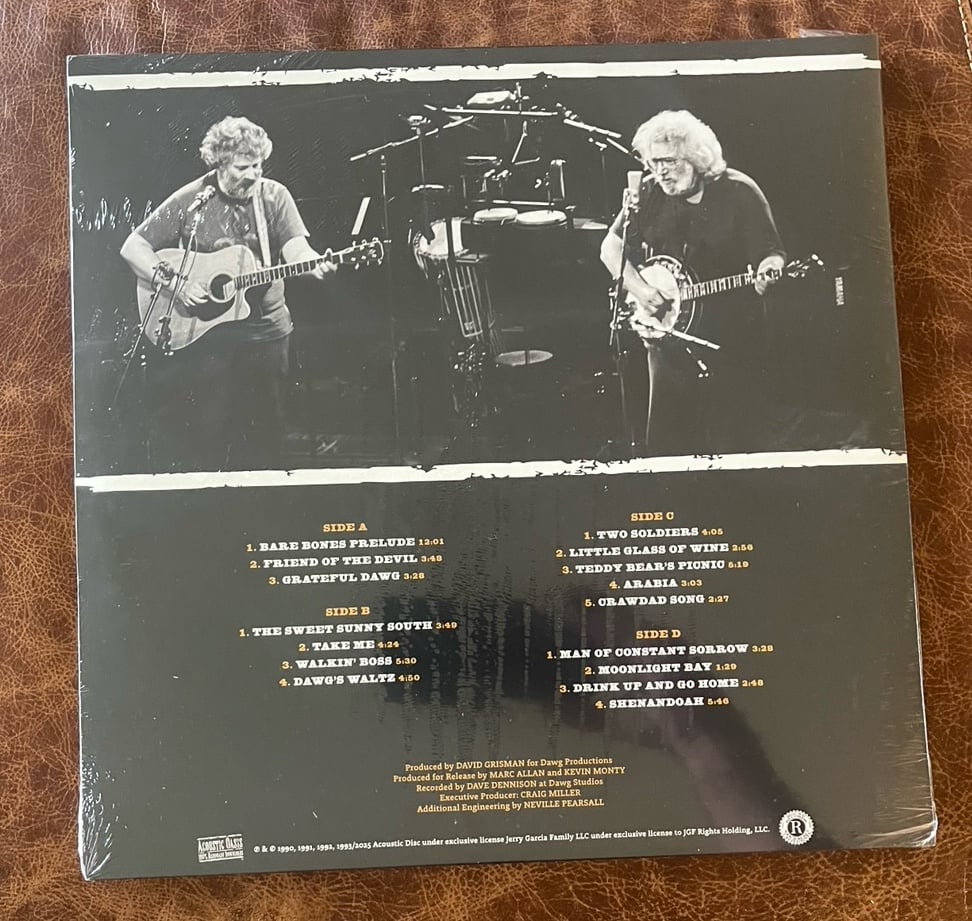 YAMAHA
SIDE A
1. BARE BONES PRELUDE 12:01
2. FRIEND OF THE DEVIL 3:48
3. GRATEFUL DAWG 3:28
SIDE B
1. THE SWEET SUNNY SOUTH 3:49
2. TAKE ME 4:24
3. WALKIN' BOSS 5:30
4. DAWG'S WALTZ 4:50
SIDE C
1. TWO SOLDIERS 4:05
2. LITTLE GLASS OF WINE 2:56
3. TEDDY BEAR'S PICNIC 5:19
4. ARABIA 3:03
5. CRAWDAD SONG 2:27
SIDE D
1. MAN OF CONSTANT SORROW 3:28
2. MOONLIGHT BAY 1:29
3. DRINK UP AND GO HOME 2:48
4. SHENANDOAH 5:46
Produced by DAVID GRISMAN for Dawg Productions
Produced for Release by MARC ALLAN and KEVIN MONTY
Recorded by DAVE DENNISON at Dawg Studios
Executive Producer: CRAIG MILLER
Additional Engineering by NEVILLE PEARSALL
ACOUSTIC OASIS
℗ & © 1990, 1991, 1992, 1993/2025 Acoustic Disc under exclusive license Jerry Garcia Family LLC under exclusive license to JGF Rights Holding, LLC.
R